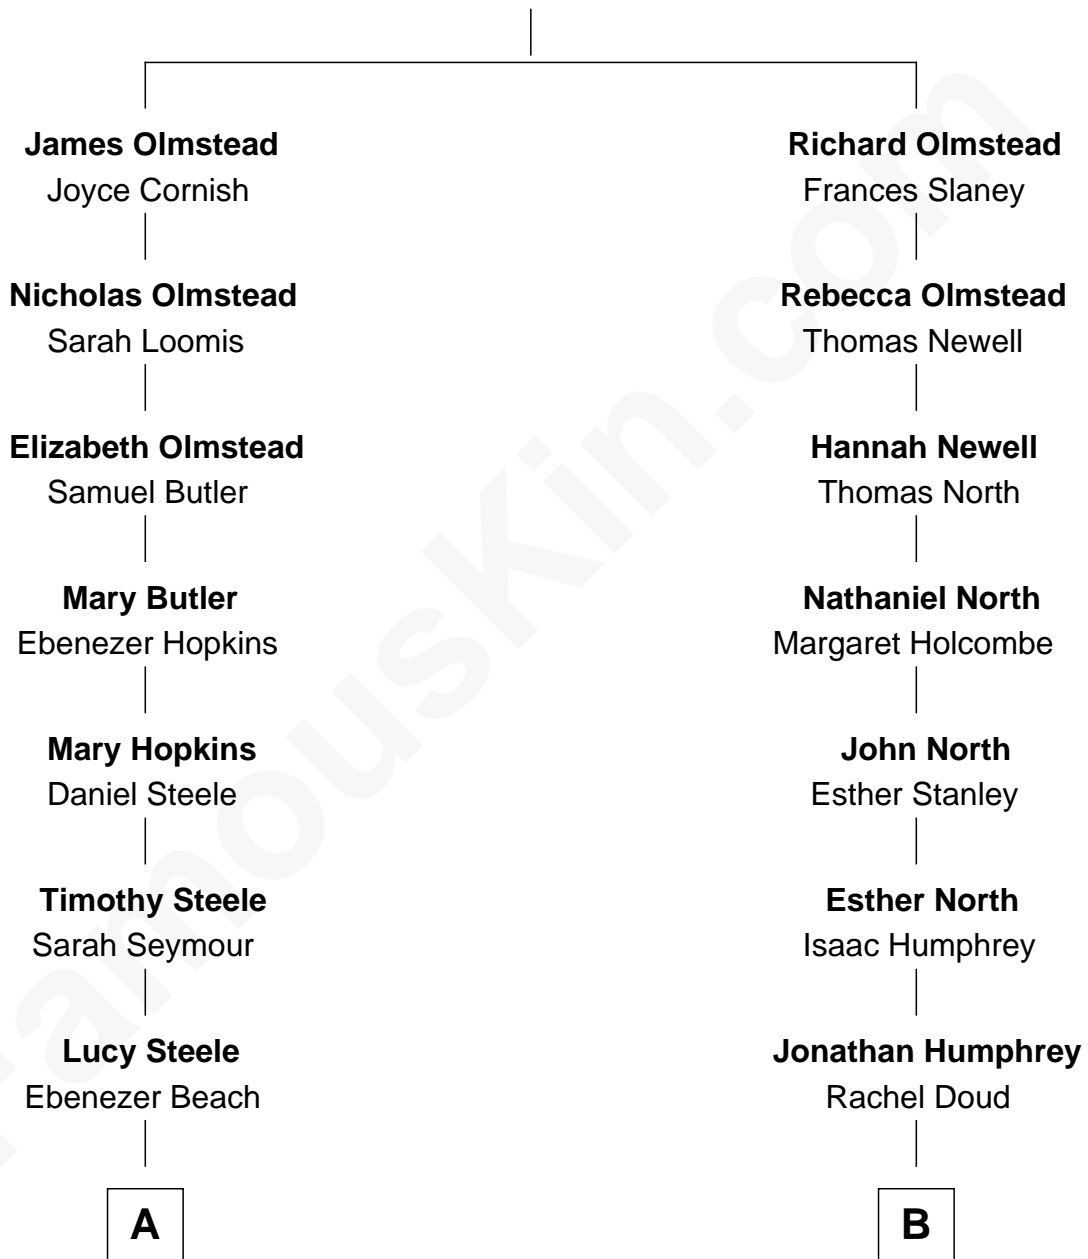 James Olmstead
Joyce Cornish
Nicholas Olmstead
Sarah Loomis
Elizabeth Olmstead
Samuel Butler
Mary Butler
Ebenezer Hopkins
Mary Hopkins
Daniel Steele
Timothy Steele
Sarah Seymour
Lucy Steele
Ebenezer Beach
A
Richard Olmstead
Frances Slaney
Rebecca Olmstead
Thomas Newell
Hannah Newell
Thomas North
Nathaniel North
Margaret Holcombe
John North
Esther Stanley
Esther North
Isaac Humphrey
Jonathan Humphrey
Rachel Doud
B
FamousKin.com